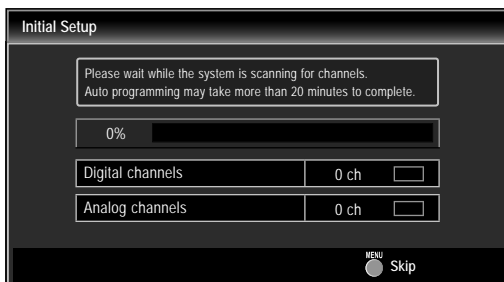 Initial Setup
Please wait while the system is scanning for channels.
Auto programming may take more than 20 minutes to complete.
0%
Digital channels 0 ch
Analog channels 0 ch
MENU
Skip